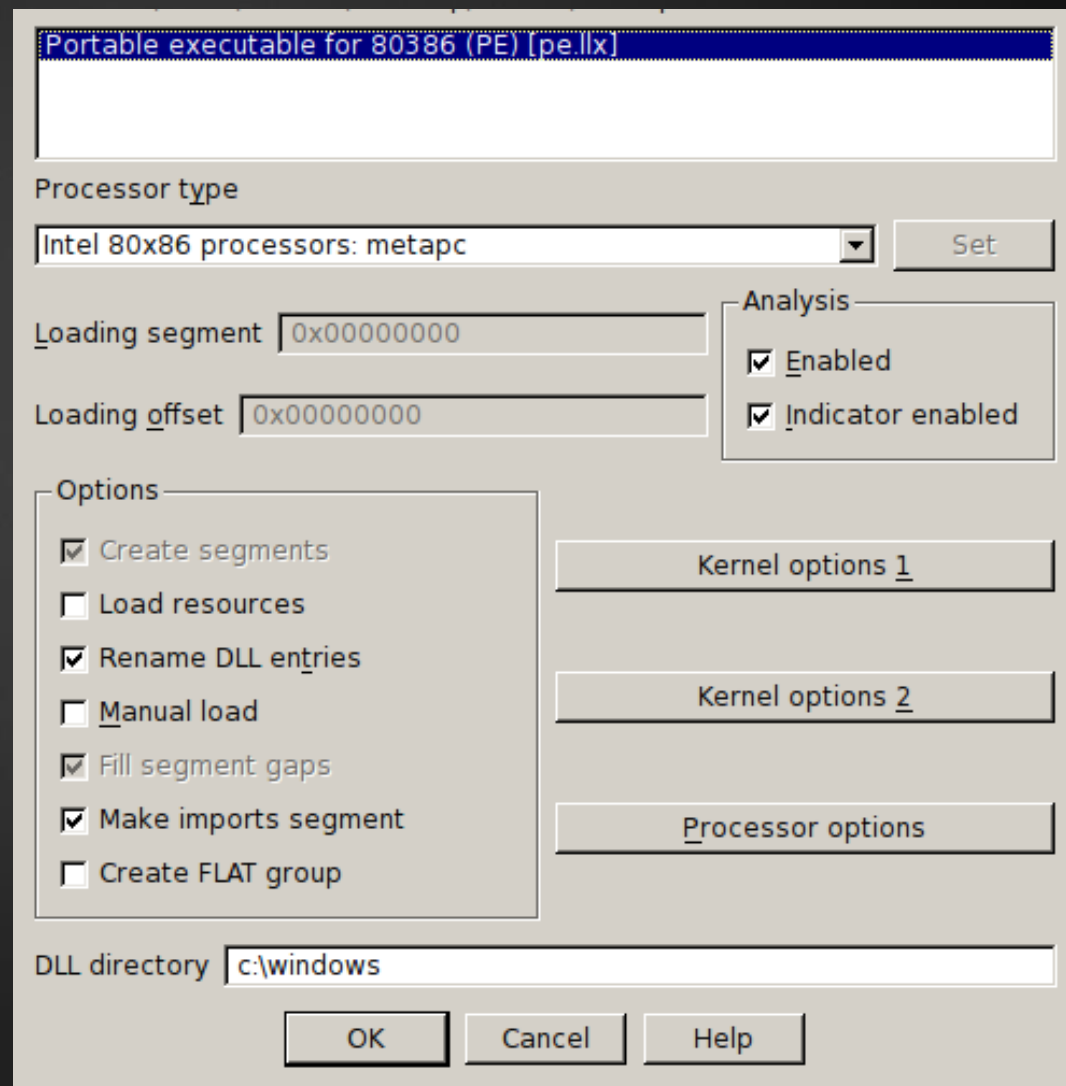 Portable executable for 80386 (PE) [pe.llx]
Processor type
Intel 80x86 processors: metapc
Set
Loading segment 0x00000000
Loading offset 0x00000000
Analysis
Enabled
Indicator enabled
Options
Create segments
Load resources
Rename DLL entries
Manual load
Fill segment gaps
Make imports segment
Create FLAT group
Kernel options 1
Kernel options 2
Processor options
DLL directory c:\windows
OK Cancel Help